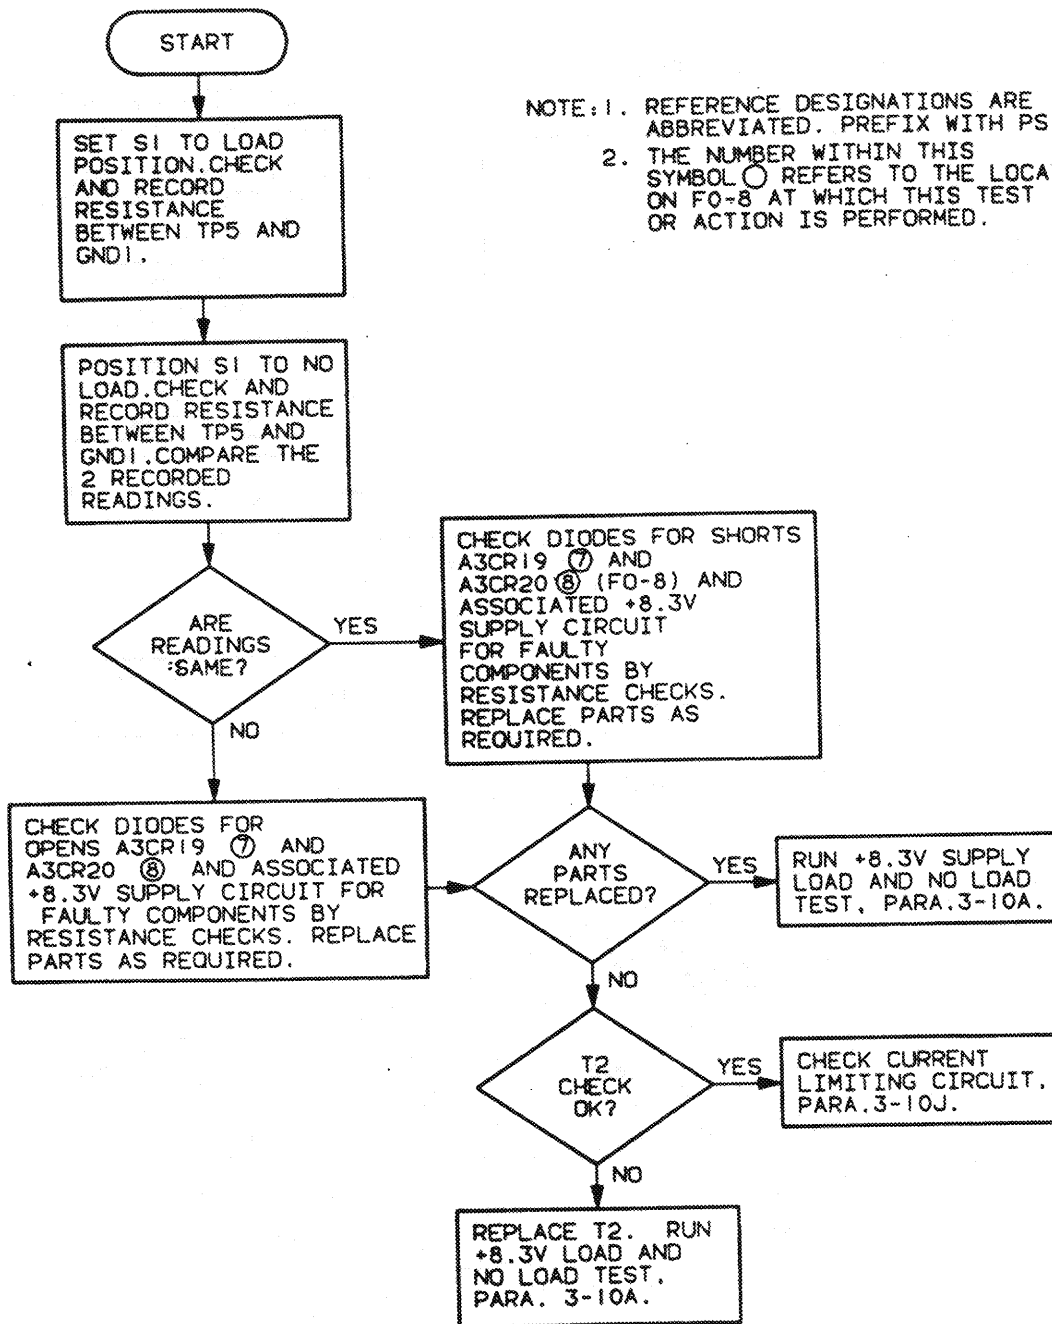 START
NOTE:1. REFERENCE DESIGNATIONS ARE
ABBREVIATED. PREFIX WITH PS
2. THE NUMBER WITHIN THIS
SYMBOL ○ REFERS TO THE LOCA
ON FO-8 AT WHICH THIS TEST
OR ACTION IS PERFORMED.
SET S1 TO LOAD
POSITION.CHECK
AND RECORD
RESISTANCE
BETWEEN TP5 AND
GND1.
POSITION S1 TO NO
LOAD.CHECK AND
RECORD RESISTANCE
BETWEEN TP5 AND
GND1.COMPARE THE
2 RECORDED
READINGS.
ARE
READINGS
SAME?
YES
NO
CHECK DIODES FOR SHORTS
A3CR19 ⑦ AND
A3CR20 ⑧ (FO-8) AND
ASSOCIATED +8.3V
SUPPLY CIRCUIT
FOR FAULTY
COMPONENTS BY
RESISTANCE CHECKS.
REPLACE PARTS AS
REQUIRED.
CHECK DIODES FOR
OPENS A3CR19 ⑦ AND
A3CR20 ⑧ AND ASSOCIATED
+8.3V SUPPLY CIRCUIT FOR
FAULTY COMPONENTS BY
RESISTANCE CHECKS. REPLACE
PARTS AS REQUIRED.
ANY
PARTS
REPLACED?
YES
RUN +8.3V SUPPLY
LOAD AND NO LOAD
TEST, PARA.3-10A.
NO
T2
CHECK
OK?
YES
CHECK CURRENT
LIMITING CIRCUIT.
PARA.3-10J.
NO
REPLACE T2. RUN
+8.3V LOAD AND
NO LOAD TEST.
PARA. 3-10A.